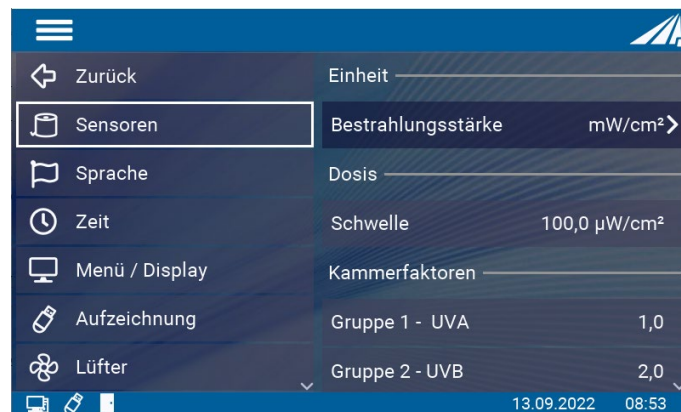 Zurück
Sensoren
Sprache
Zeit
Menü / Display
Aufzeichnung
Lüfter
Einheit
Bestrahlungsstärke mW/cm²
Dosis
Schwelle 100,0 µW/cm²
Kammerfaktoren
Gruppe 1 - UVA 1,0
Gruppe 2 - UVB 2,0
13.09.2022 08:53